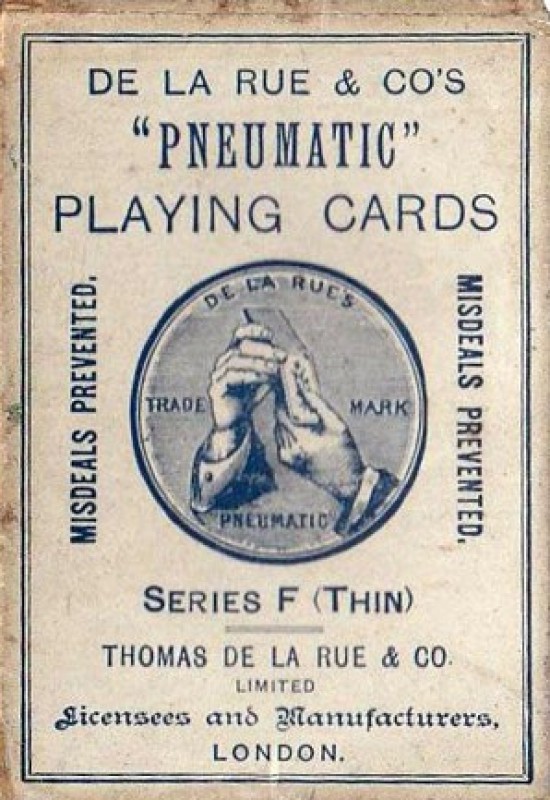 DE LA RUE & CO'S
"PNEUMATIC"
PLAYING CARDS
MISDEALS PREVENTED.
DE LA RUE'S
TRADE MARK
PNEUMATIC
MISDEALS PREVENTED.
SERIES F (THIN)
THOMAS DE LA RUE & CO.
LIMITED
Licensees and Manufacturers,
LONDON.